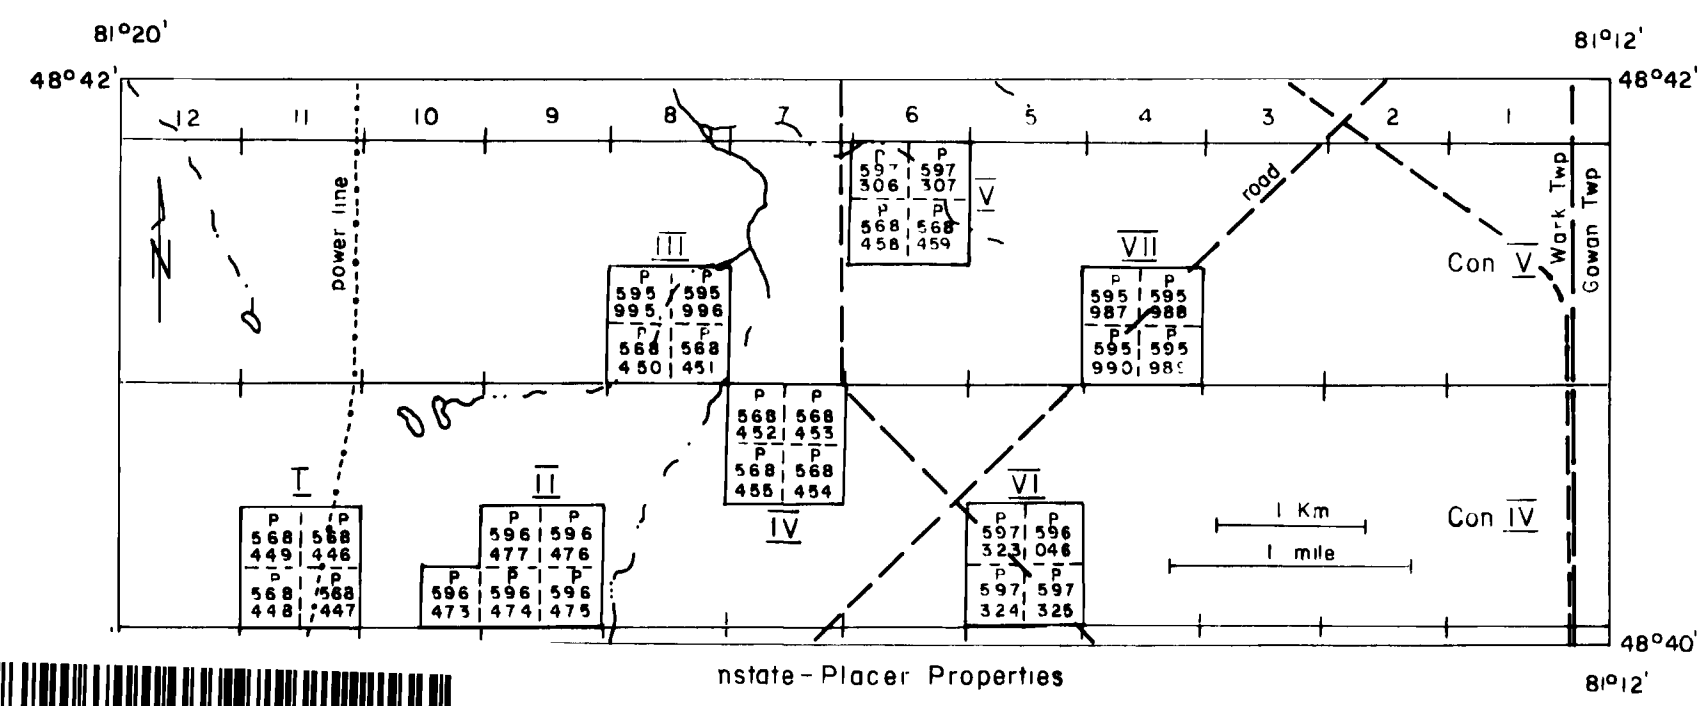 81°20'
81°12'
48°42'
48°42'
12 11 10 9 8 7 6 5 4 3 2 1
P
597 597
306 307
P P
568 568
458 459
V
power line
road
Wark Twp
Gowan Twp
Con V
III
P P
595 595
995 996
P P
568 568
450 451
VII
P P
595 595
987 988
P P
595 595
990
P P
568 568
452 453
P P
568 568
455 454
IV
I
P P
568 568
449 446
P P
568 568
448 447
II
P P
596 596
477 476
P P P
596 596 596
473 474 475
VI
P P
597 596
323 046
P P
597 597
324 325
1 Km
1 mile
Con IV
48°40'
nstate-Placer Properties
81°12'